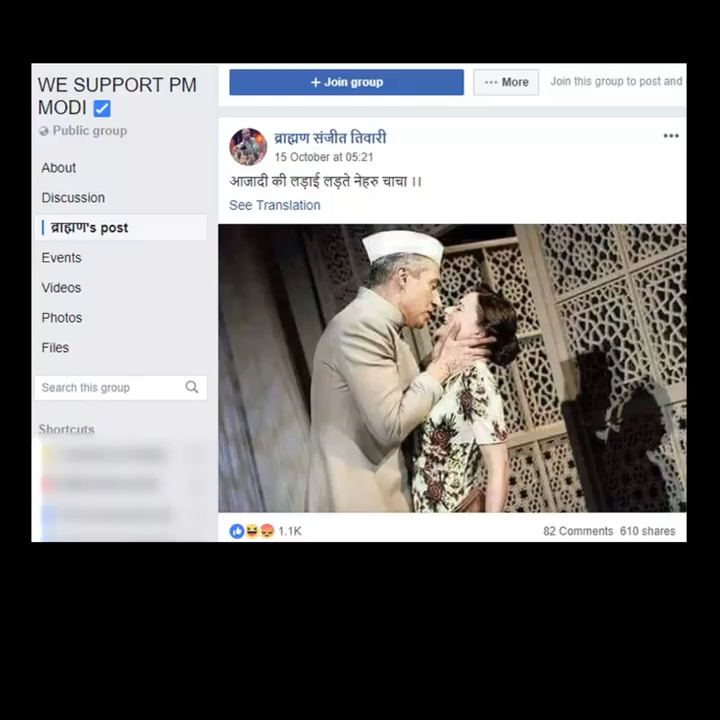 WE SUPPORT PM
MODI
Public group
About
Discussion
ब्राह्मण's post
Events
Videos
Photos
Files
Search this group
Shortcuts
+ Join group
••• More
Join this group to post and
ब्राह्मण संजीत तिवारी
15 October at 05:21
आजादी की लड़ाई लड़ते नेहरु चाचा ।।
See Translation
1.1K
82 Comments 610 shares